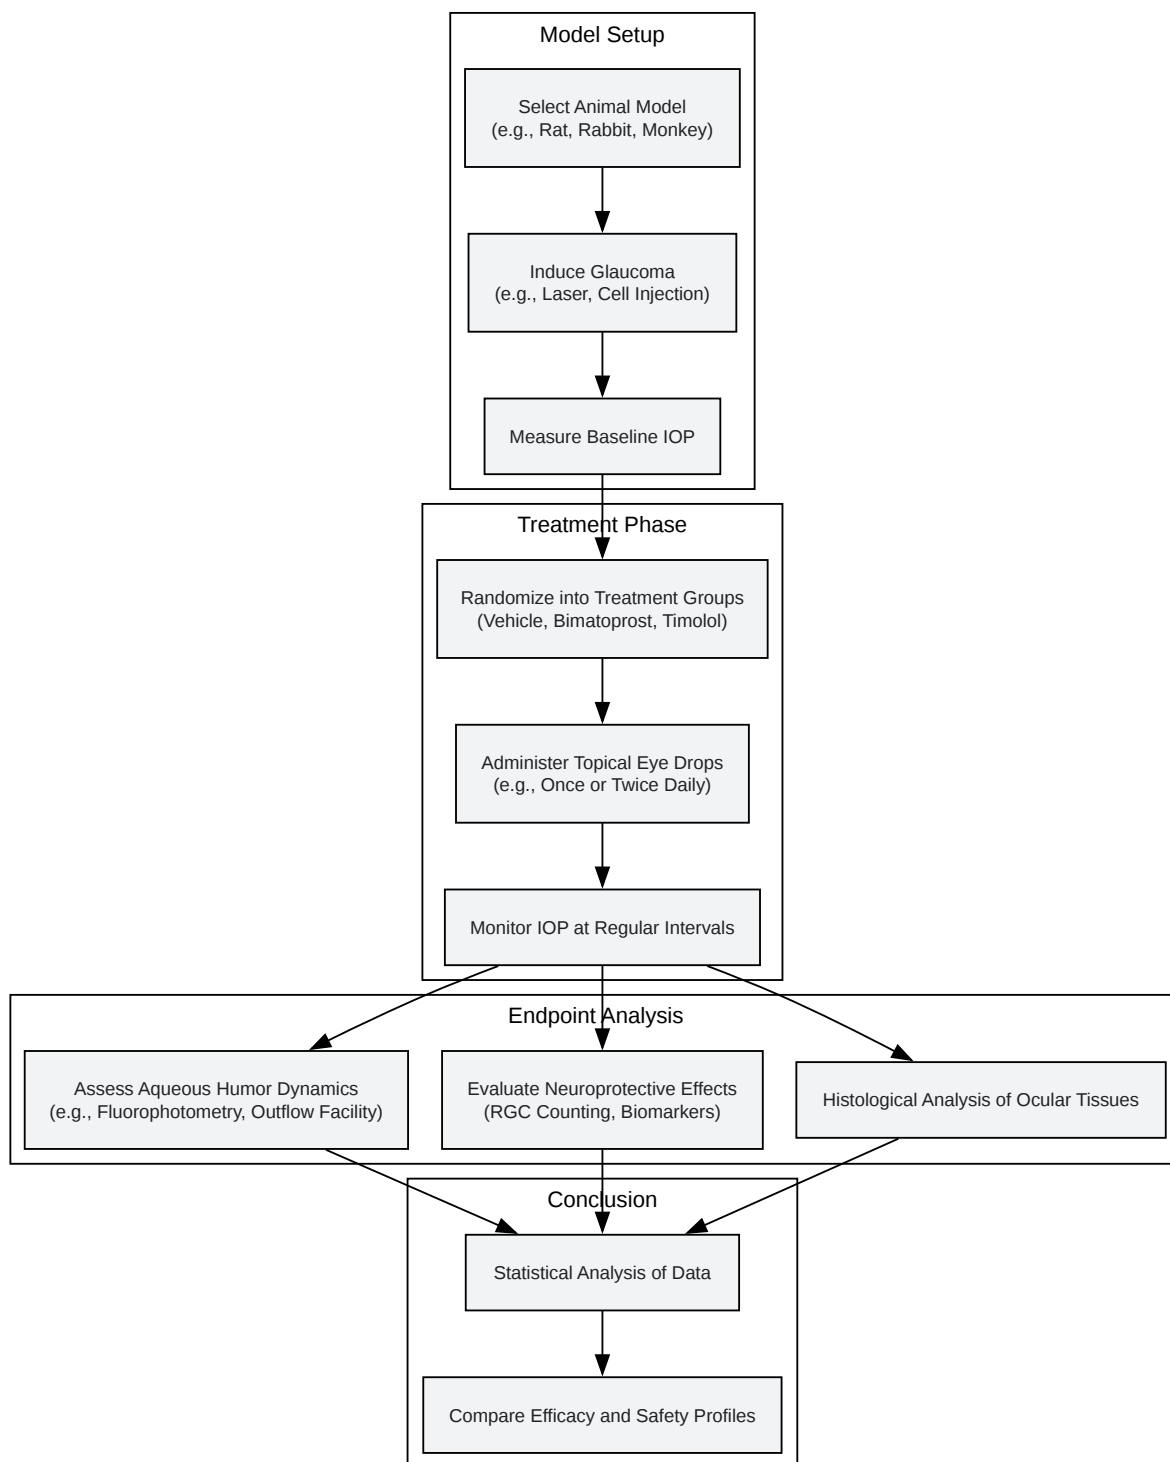 Model Setup
Select Animal Model
(e.g., Rat, Rabbit, Monkey)
Induce Glaucoma
(e.g., Laser, Cell Injection)
Measure Baseline IOP
Treatment Phase
Randomize into Treatment Groups
(Vehicle, Bimatoprost, Timolol)
Administer Topical Eye Drops
(e.g., Once or Twice Daily)
Monitor IOP at Regular Intervals
Endpoint Analysis
Assess Aqueous Humor Dynamics
(e.g., Fluorophotometry, Outflow Facility)
Evaluate Neuroprotective Effects
(RGC Counting, Biomarkers)
Histological Analysis of Ocular Tissues
Conclusion
Statistical Analysis of Data
Compare Efficacy and Safety Profiles